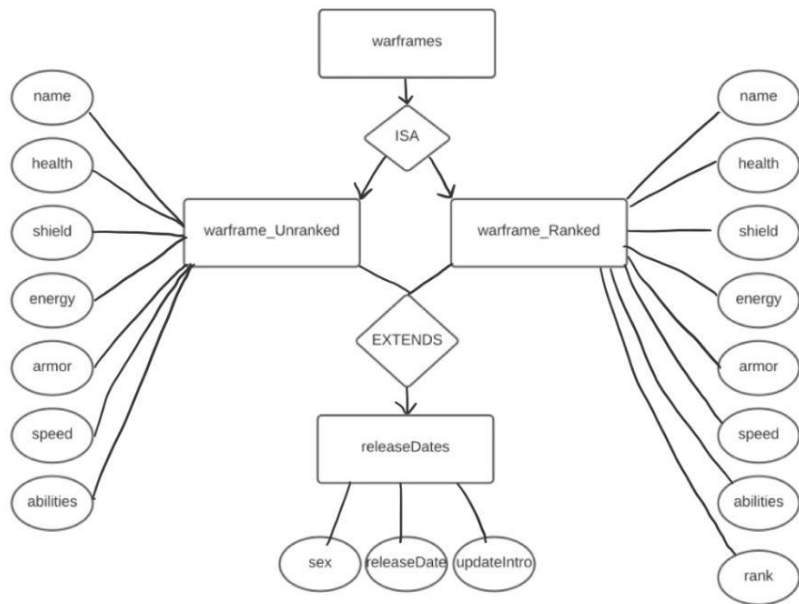 warframes
name
name
ISA
health
health
shield
warframe_Unranked
warframe_Ranked
shield
energy
energy
EXTENDS
armor
armor
speed
releaseDates
speed
abilities
abilities
sex
releaseDate
updateIntro
rank